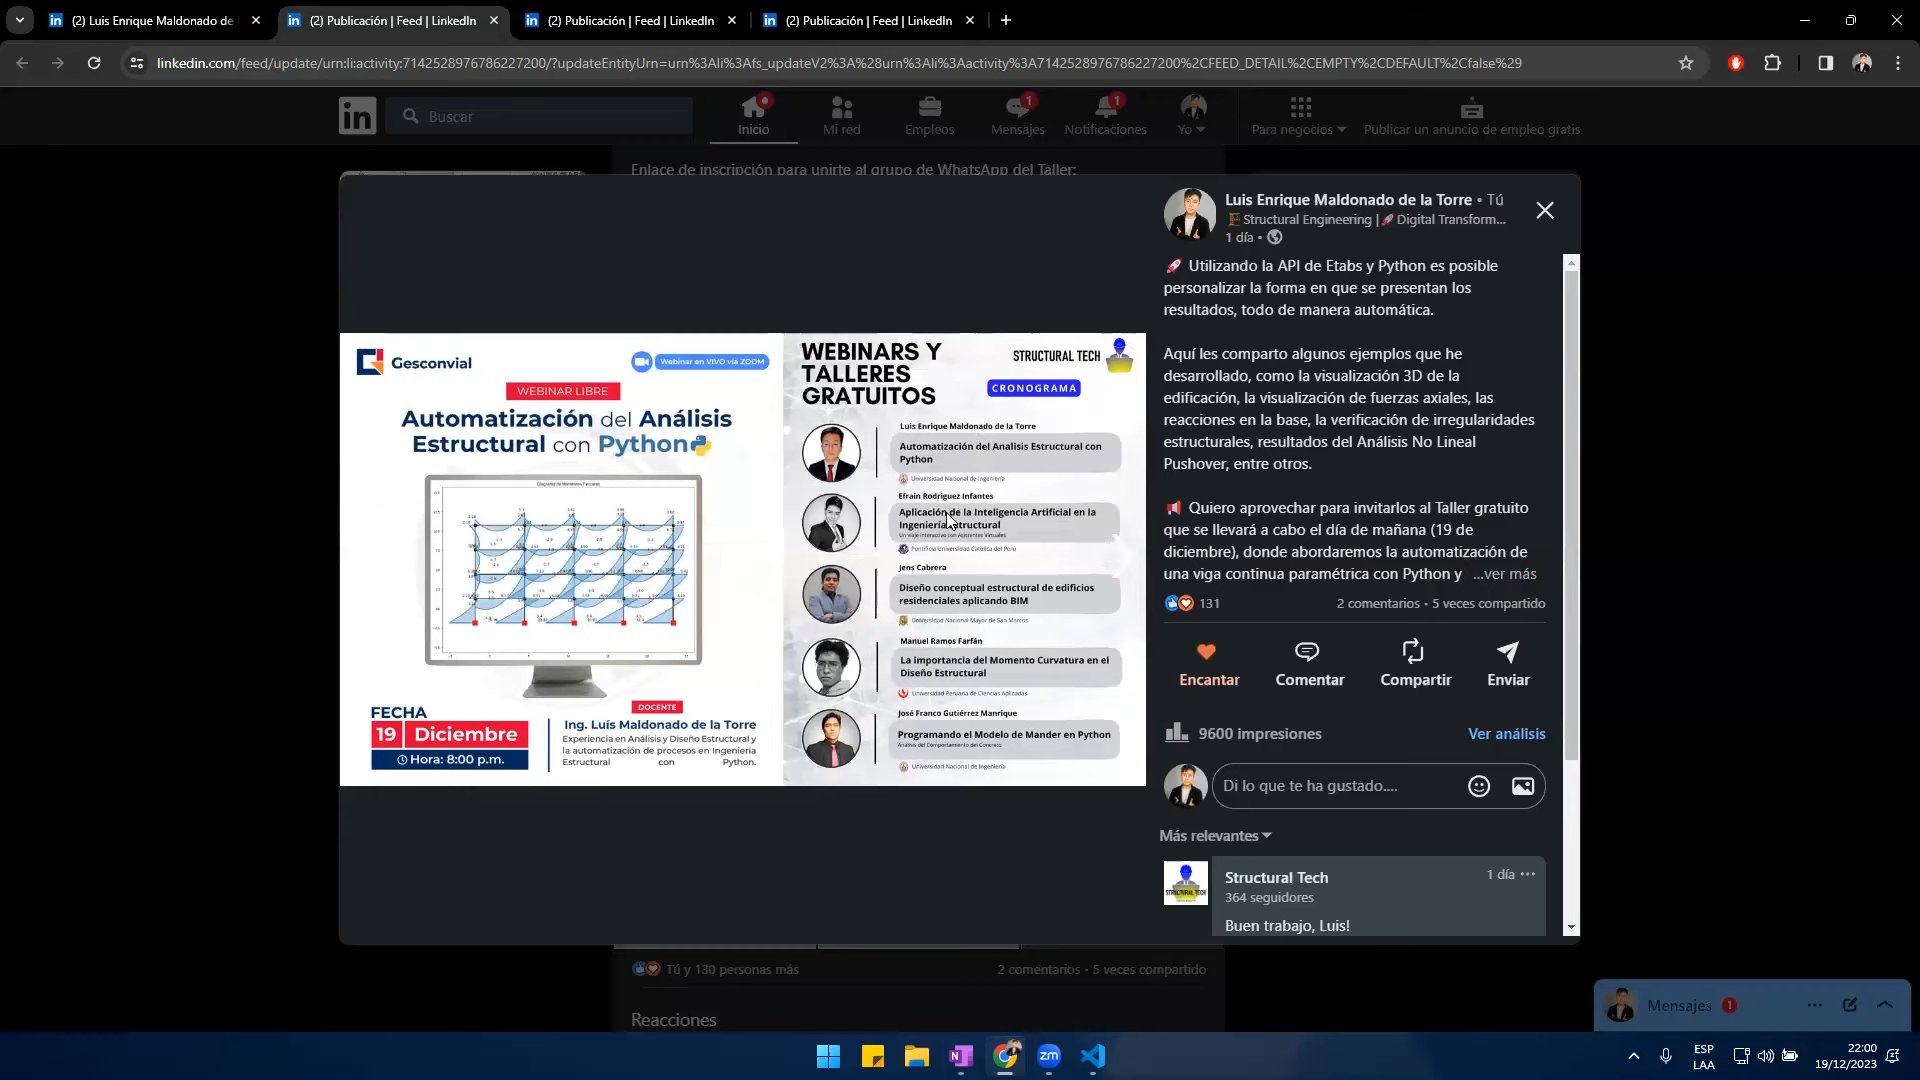 (2) Luis Enrique Maldonado de
(2) Publicación | Feed | LinkedIn
(2) Publicación | Feed | LinkedIn
(2) Publicación | Feed | LinkedIn
linkedin.com/feed/update/urn:li:activity:7142528976786227200/?updateEntityUrn=urn%3Ali%3Afs_updateV2%3A%28urn%3Ali%3Aactivity%3A7142528976786227200%2CFEED_DETAIL%2CEMPTY%2CDEFAULT%2Cfalse%29
in
Buscar
Inicio
Mi red
Empleos
1
Mensajes
1
Notificaciones
Yo
Para negocios
Publicar un anuncio de empleo gratis
Enlace de inscripción para unirte al grupo de WhatsApp del Taller:
Gesconvial
Webinar en VIVO vía ZOOM
WEBINAR LIBRE
Automatización del Análisis
Estructural con Python
FECHA
19 Diciembre
Hora: 8:00 p.m.
DOCENTE
Ing. Luís Maldonado de la Torre
Experiencia en Análisis y Diseño Estructural y
la automatización de procesos en Ingeniería
Estructural con Python.
WEBINARS Y
TALLERES
GRATUITOS
STRUCTURAL TECH
CRONOGRAMA
Luis Enrique Maldonado de la Torre
Automatización del Analisis Estructural con
Python
Universidad Nacional de Ingeniería
Efrain Rodriguez Infantes
Aplicación de la Inteligencia Artificial en la
Ingeniería Estructural
Un viaje interactivo con Asistentes Virtuales
Pontificia Universidad Católica del Perú
Jens Cabrera
Diseño conceptual estructural de edificios
residenciales aplicando BIM
Universidad Nacional Mayor de San Marcos
Manuel Ramos Farfán
La importancia del Momento Curvatura en el
Diseño Estructural
Universidad Peruana de Ciencias Aplicadas
José Franco Gutiérrez Manrique
Programando el Modelo de Mander en Python
Análisis del Comportamiento del Concreto
Universidad Nacional de Ingeniería
Luis Enrique Maldonado de la Torre • Tú
Structural Engineering | Digital Transform...
1 día •
Utilizando la API de Etabs y Python es posible
personalizar la forma en que se presentan los
resultados, todo de manera automática.
Aquí les comparto algunos ejemplos que he
desarrollado, como la visualización 3D de la
edificación, la visualización de fuerzas axiales, las
reacciones en la base, la verificación de irregularidades
estructurales, resultados del Análisis No Lineal
Pushover, entre otros.
Quiero aprovechar para invitarlos al Taller gratuito
que se llevará a cabo el día de mañana (19 de
diciembre), donde abordaremos la automatización de
una viga continua paramétrica con Python y ...ver más
131
2 comentarios • 5 veces compartido
Encantar
Comentar
Compartir
Enviar
9600 impresiones
Ver análisis
Di lo que te ha gustado....
Más relevantes
STRUCTURAL TECH
Structural Tech
1 día
364 seguidores
Buen trabajo, Luis!
Tú y 130 personas más
2 comentarios • 5 veces compartido
Reacciones
Mensajes 1
N
zm
ESP
LAA
22:00
19/12/2023